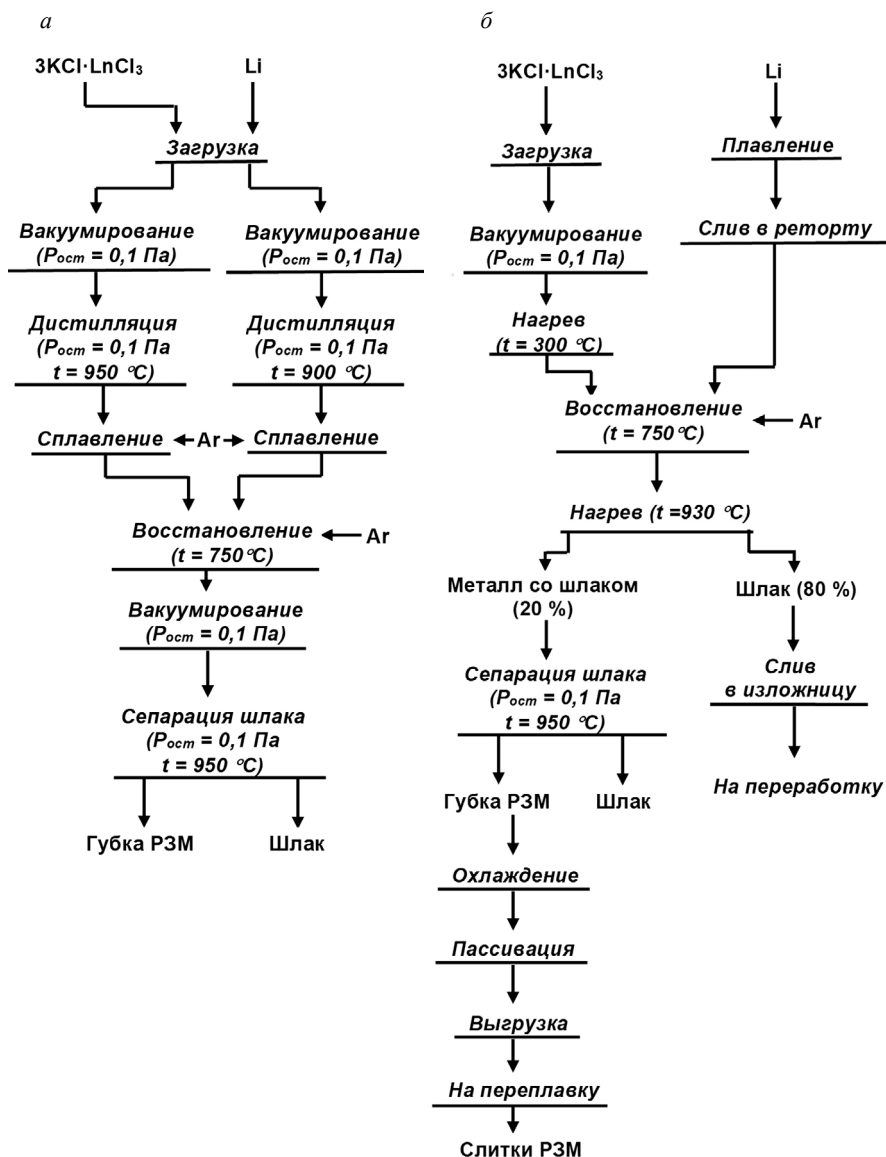 а
3KCl·LnCl₃
Li
Загрузка
Вакуумирование
(Pост = 0,1 Па)
Вакуумирование
(Pост = 0,1 Па)
Дистилляция
(Pост = 0,1 Па
t = 950 °C)
Дистилляция
(Pост = 0,1 Па
t = 900 °C)
Сплавление
Ar
Сплавление
Восстановление
(t = 750°C)
Ar
Вакуумирование
(Pост = 0,1 Па)
Сепарация шлака
(Pост = 0,1 Па
t = 950 °C)
Губка РЗМ
Шлак
б
3KCl·LnCl₃
Li
Загрузка
Плавление
Вакуумирование
(Pост = 0,1 Па)
Слив в реторту
Нагрев
(t = 300 °C)
Восстановление
(t = 750°C)
Ar
Нагрев (t =930 °C)
Металл со шлаком
(20 %)
Шлак (80 %)
Сепарация шлака
(Pост = 0,1 Па
t = 950 °C)
Слив
в изложницу
Губка РЗМ
Шлак
На переработку
Охлаждение
Пассивация
Выгрузка
На переплавку
Слитки РЗМ